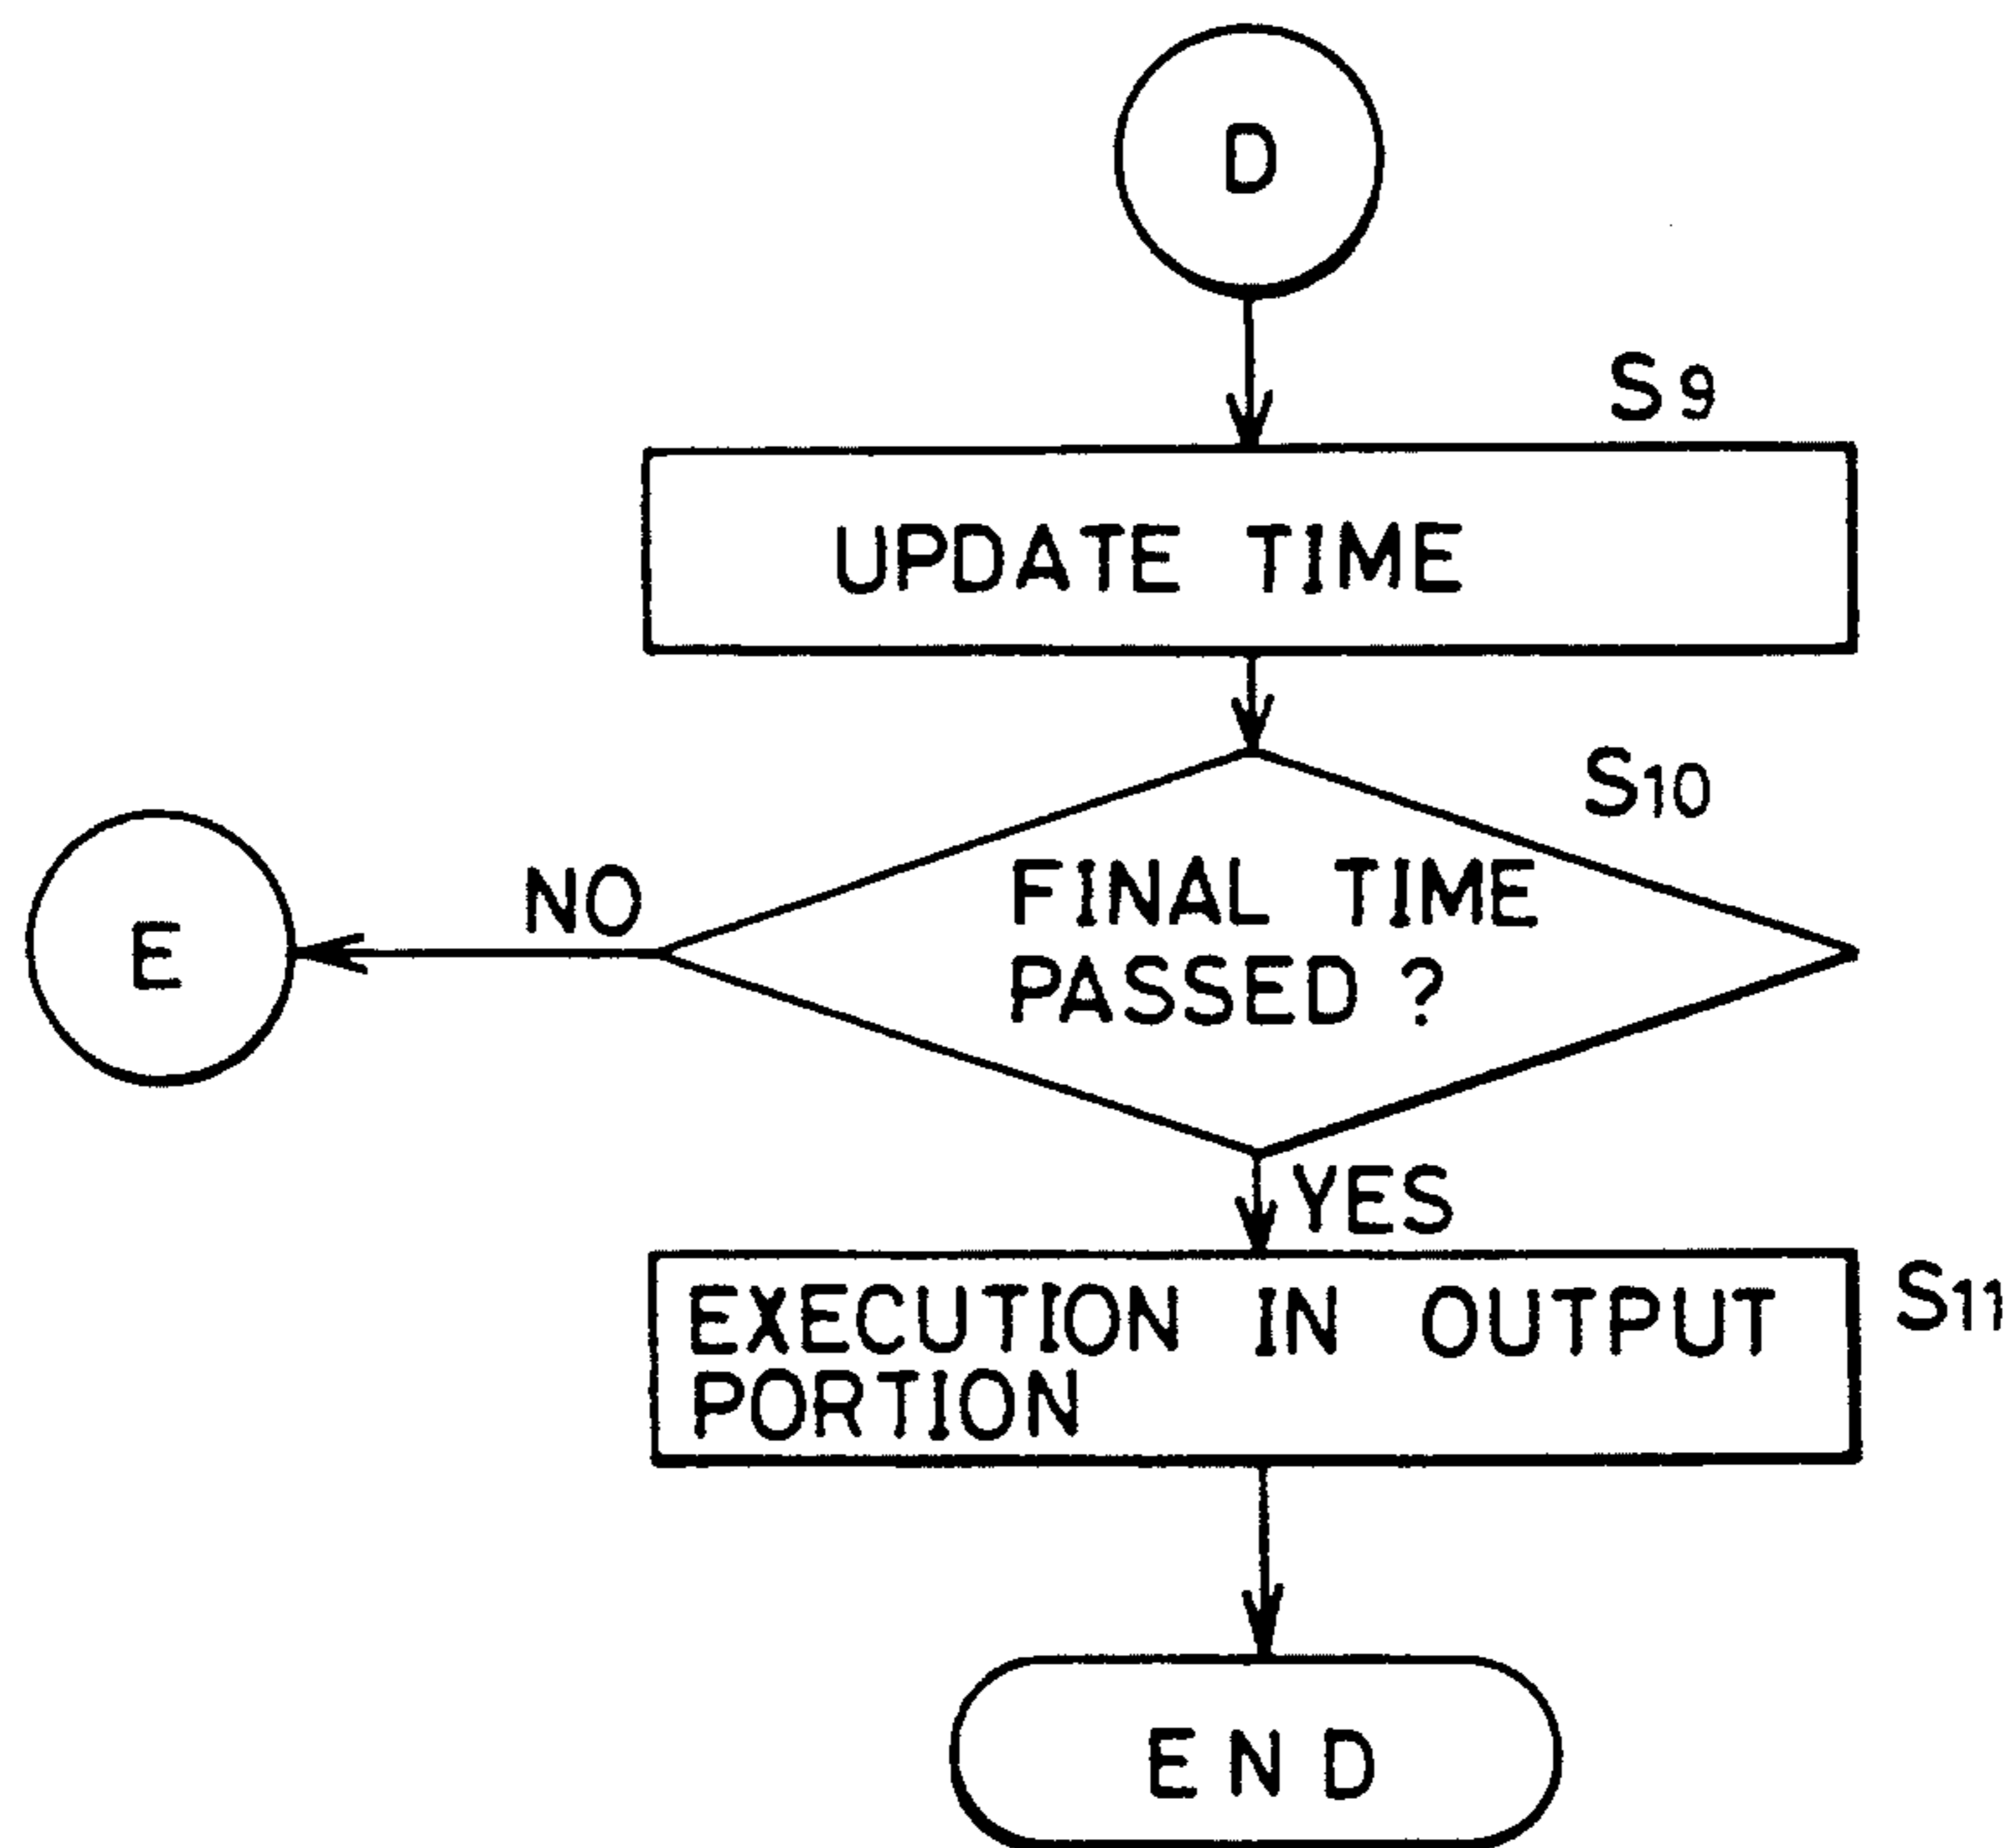 D
S9
UPDATE TIME
S10
FINAL TIME
PASSED ?
NO
E
YES
EXECUTION IN OUTPUT
PORTION
S11
END